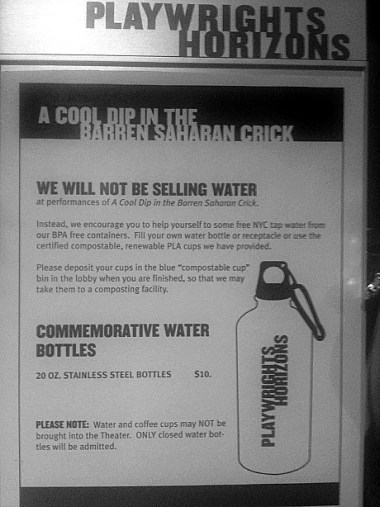 PLAYWRIGHTS
HORIZONS
A COOL DIP IN THE
BARREN SAHARAN CRICK
WE WILL NOT BE SELLING WATER
at performances of A Cool Dip in the Barren Saharan Crick.
Instead, we encourage you to help yourself to some free NYC tap water from
our BPA free containers. Fill your own water bottle or receptacle or use the
certified compostable, renewable PLA cups we have provided.
Please deposit your cups in the blue "compostable cup"
bin in the lobby when you are finished, so that we may
take them to a composting facility.
COMMEMORATIVE WATER
BOTTLES
20 OZ. STAINLESS STEEL BOTTLES $10.
PLEASE NOTE: Water and coffee cups may NOT be
brought into the Theater. ONLY closed water bot-
tles will be admitted.
PLAYWRIGHTS
HORIZONS